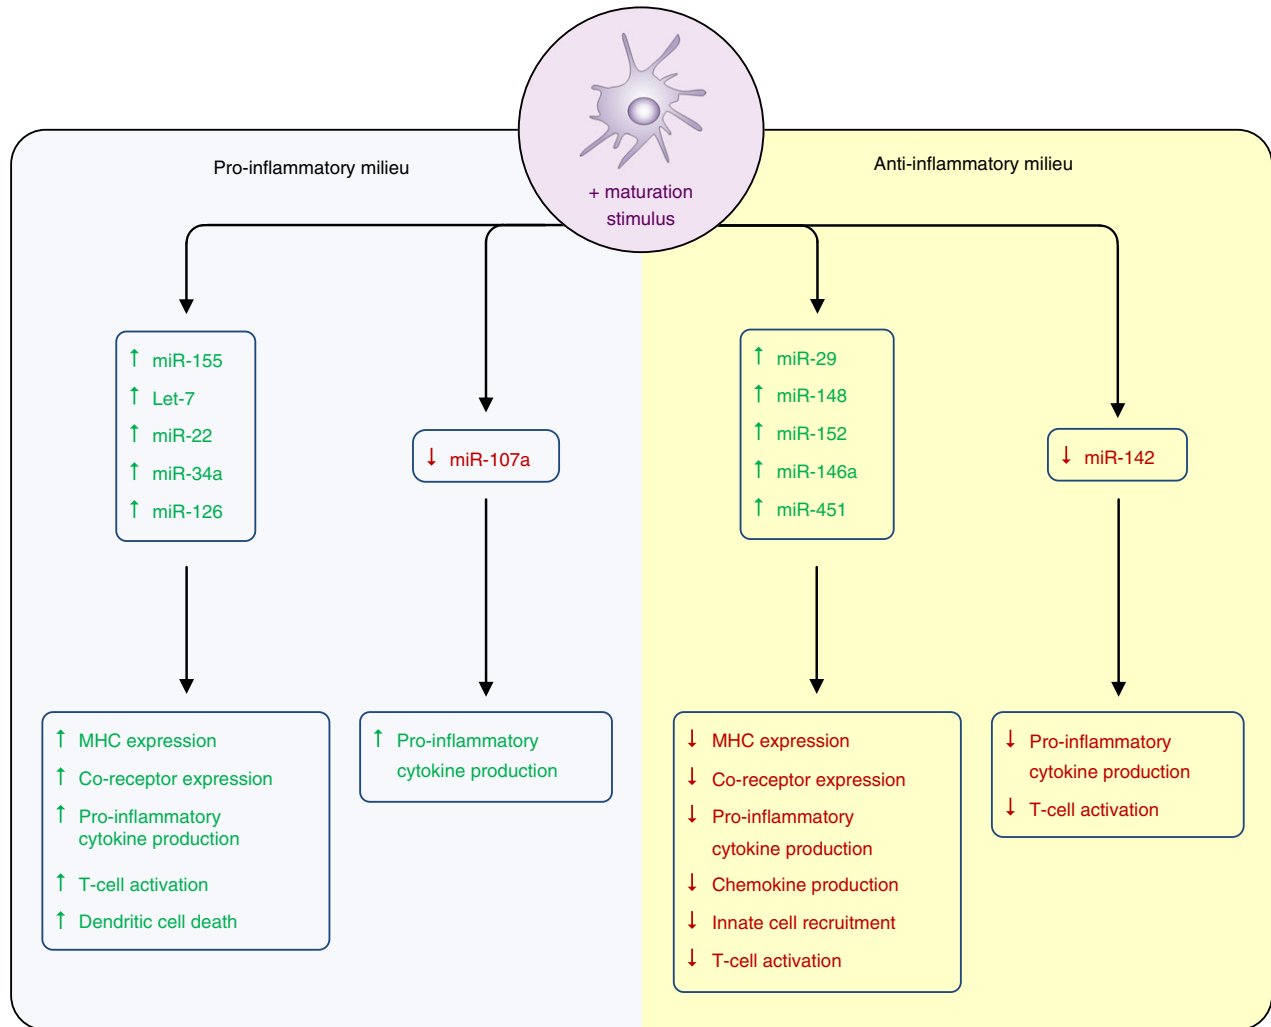 + maturation
stimulus
Pro-inflammatory milieu
↑ miR-155
↑ Let-7
↑ miR-22
↑ miR-34a
↑ miR-126
↓ miR-107a
↑ MHC expression
↑ Co-receptor expression
↑ Pro-inflammatory
cytokine production
↑ T-cell activation
↑ Dendritic cell death
↑ Pro-inflammatory
cytokine production
Anti-inflammatory milieu
↑ miR-29
↑ miR-148
↑ miR-152
↑ miR-146a
↑ miR-451
↓ miR-142
↓ MHC expression
↓ Co-receptor expression
↓ Pro-inflammatory
cytokine production
↓ Chemokine production
↓ Innate cell recruitment
↓ T-cell activation
↓ Pro-inflammatory
cytokine production
↓ T-cell activation